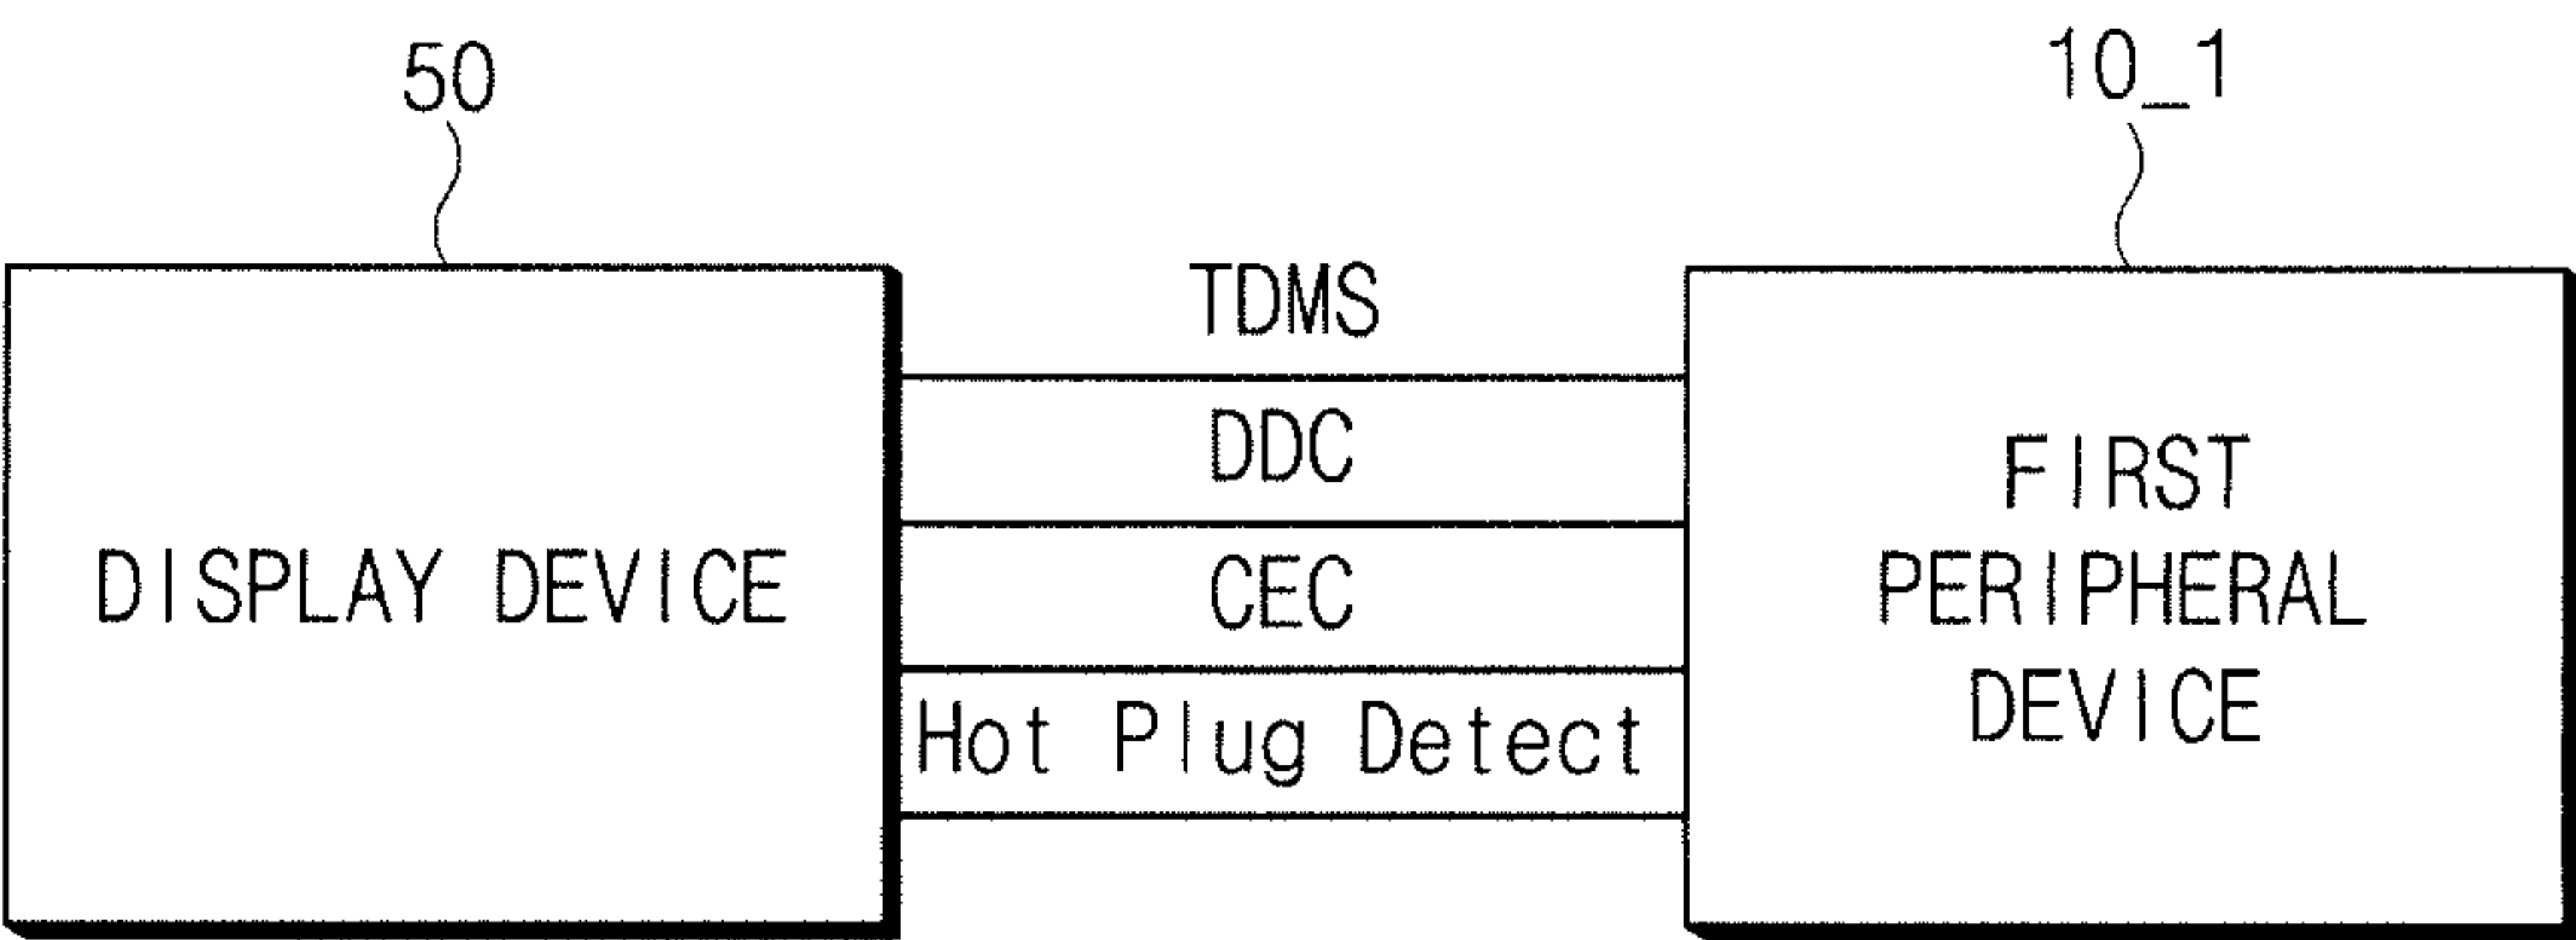 50
10_1
TDMS
DDC
CEC
Hot Plug Detect
DISPLAY DEVICE
FIRST
PERIPHERAL
DEVICE